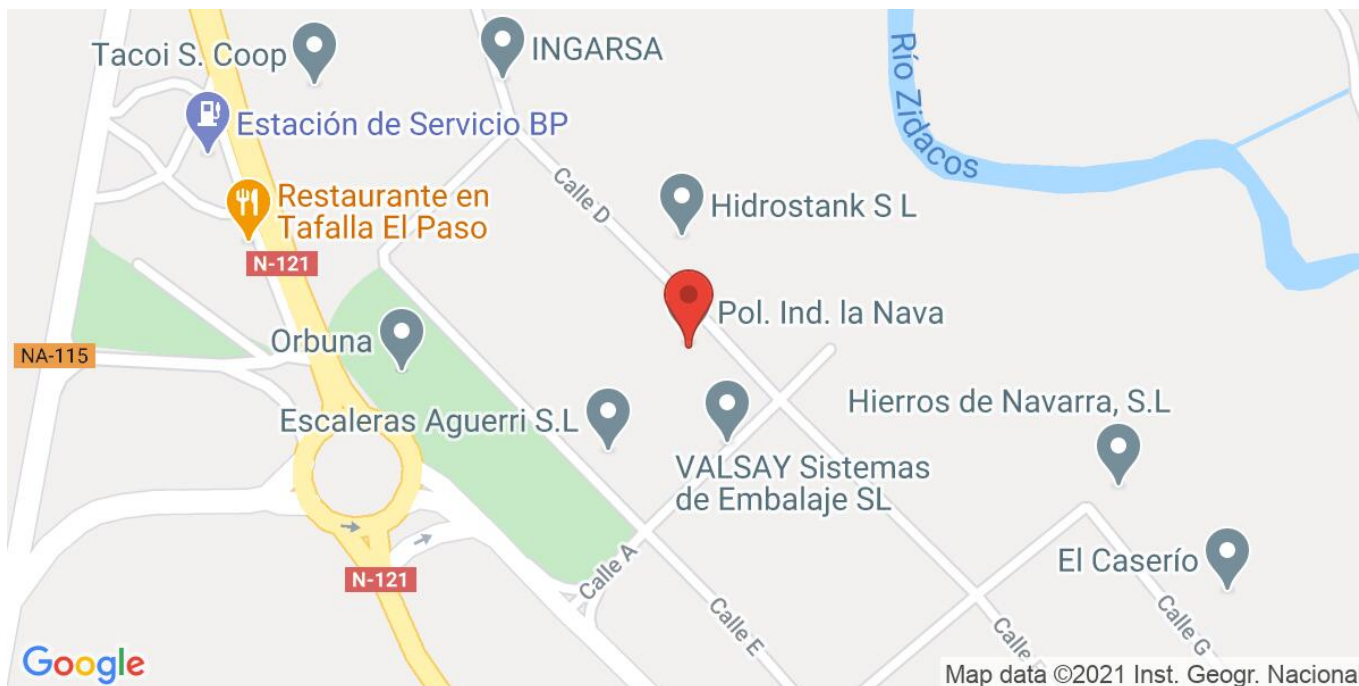 Tacoi S. Coop
INGARSA
Río Zidacos
Estación de Servicio BP
Calle D
Restaurante en
Tafalla El Paso
Hidrostank S L
N-121
Pol. Ind. la Nava
Orbuna
NA-115
Hierros de Navarra, S.L
Escaleras Aguerri S.L
VALSAY Sistemas
de Embalaje SL
El Caserío
N-121
Calle A
Calle E
Calle G
Calle
Google
Map data ©2021 Inst. Geogr. Naciona